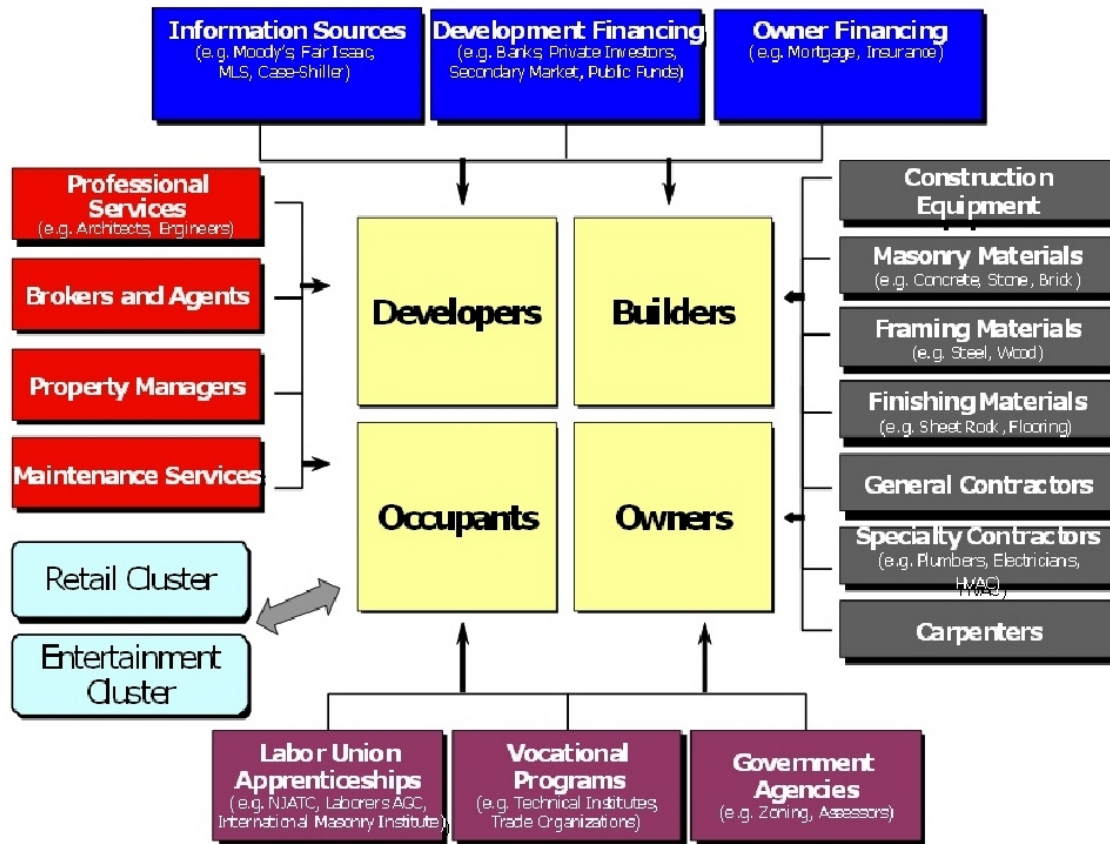 Information Sources
(e.g. Moody's, Fair Isaac,
MLS, Case-Shiller)
Development Financing
(e.g. Banks, Private Investors,
Secondary Market, Public Funds)
Owner Financing
(e.g. Mortgage, Insurance)
Professional
Services
(e.g. Architects, Engineers)
Brokers and Agents
Property Managers
Maintenance Services
Retail Cluster
Entertainment
Cluster
Developers
Builders
Occupants
Owners
Construction
Equipment
Masonry Materials
(e.g. Concrete, Stone, Brick)
Framing Materials
(e.g. Steel, Wood)
Finishing Materials
(e.g. Sheet Rock, Flooring)
General Contractors
Specialty Contractors
(e.g. Plumbers, Electricians,
HVAC)
Carpenters
Labor Union
Apprenticeships
(e.g. NJATC, Laborers AGC,
International Masonry Institute)
Vocational
Programs
(e.g. Technical Institutes,
Trade Organizations)
Government
Agencies
(e.g. Zoning, Assessors)